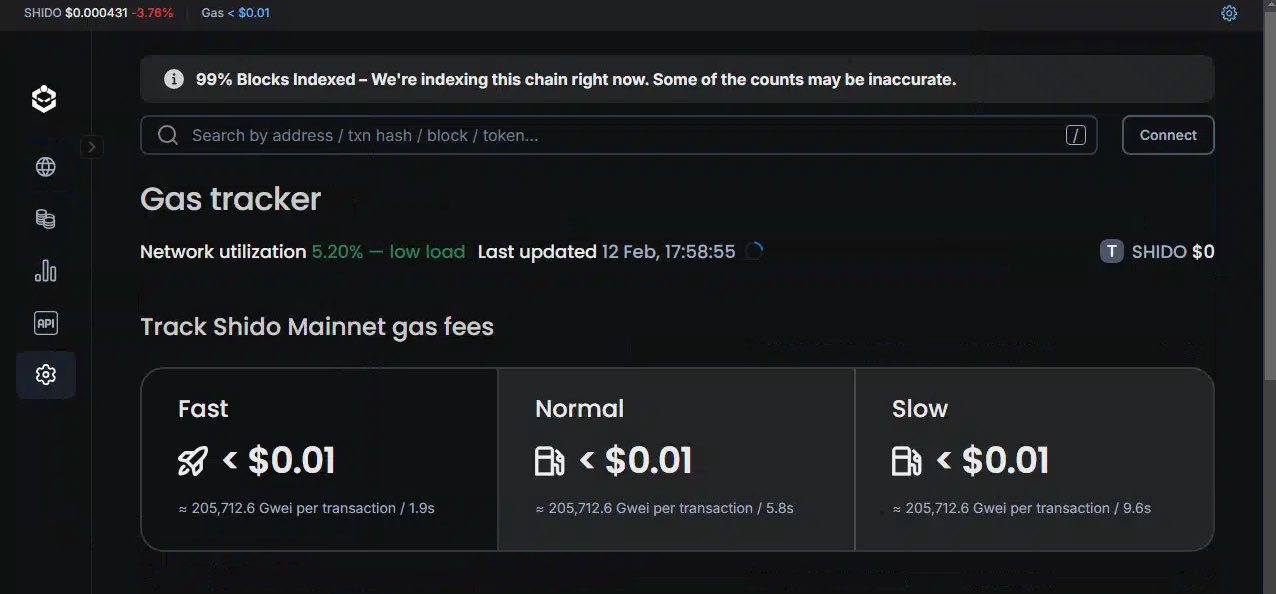 SHIDO $0.000431 -3.76% Gas < $0.01
99% Blocks Indexed – We're indexing this chain right now. Some of the counts may be inaccurate.
Search by address / txn hash / block / token... /
Connect
Gas tracker
Network utilization 5.20% — low load Last updated 12 Feb, 17:58:55
T SHIDO $0
API
Track Shido Mainnet gas fees
Fast
< $0.01
≈ 205,712.6 Gwei per transaction / 1.9s
Normal
< $0.01
≈ 205,712.6 Gwei per transaction / 5.8s
Slow
< $0.01
≈ 205,712.6 Gwei per transaction / 9.6s